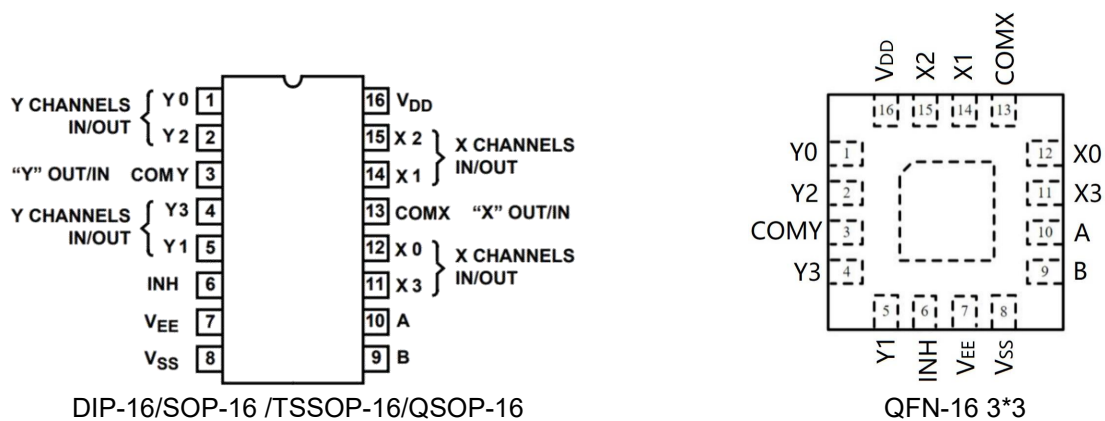 Y CHANNELS
IN/OUT
Y 0 1
Y 2 2
“Y” OUT/IN COM Y 3
Y CHANNELS
IN/OUT
Y3 4
Y 1 5
INH 6
VEE 7
VSS 8
16 VDD
15 X 2
14 X 1
X CHANNELS
IN/OUT
13 COMX “X” OUT/IN
12 X 0
11 X 3
X CHANNELS
IN/OUT
10 A
9 B
DIP-16/SOP-16 /TSSOP-16/QSOP-16
VDD X2 X1 COMX
16 15 14 13
Y0 1 12 X0
Y2 2 11 X3
COMY 3 10 A
Y3 4 9 B
5 6 7 8
Y1 INH VEE VSS
QFN-16 3*3